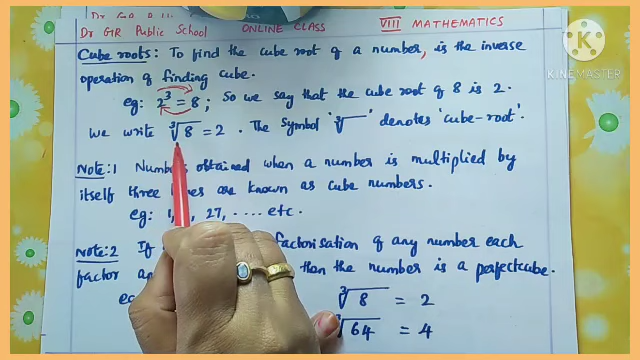 Dr GIR Public School ONLINE CLASS VIII MATHEMATICS
KINEMASTER
Cube roots: To find the cube root of a number, is the inverse
operation of finding cube.
eg: 2³ = 8 ; So we say that the cube root of 8 is 2.
We write ∛8 = 2 . The symbol '∛' denotes 'cube-root'.
Note:1 Numbers obtained when a number is multiplied by
itself three are known as cube numbers.
eg: 1, , 27, ..... etc.
Note:2 If factorisation of any number each
factor than the number is a perfectcube.
∛8 = 2
∛64 = 4